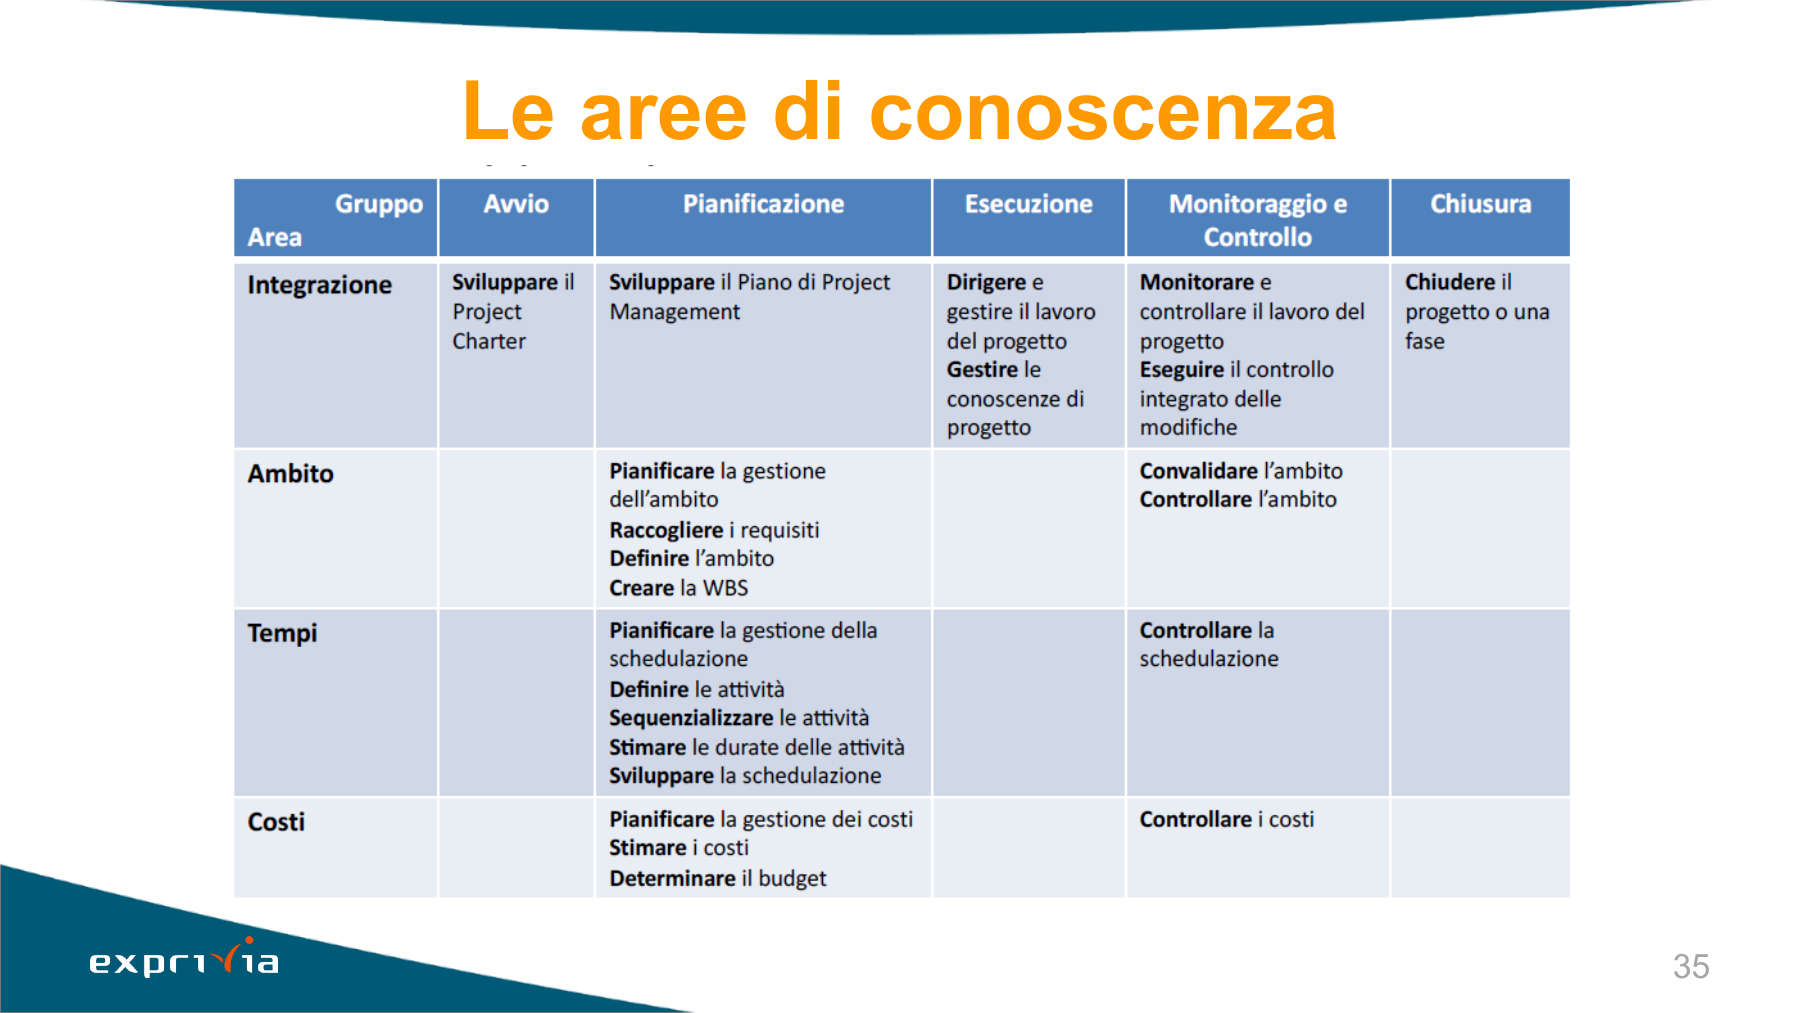 Le aree di conoscenza
Gruppo
Area
Avvio
Pianificazione
Esecuzione
Monitoraggio e
Controllo
Chiusura
Integrazione
Sviluppare il
Project
Charter
Sviluppare il Piano di Project
Management
Dirigere e
gestire il lavoro
del progetto
Gestire le
conoscenze di
progetto
Monitorare e
controllare il lavoro del
progetto
Eseguire il controllo
integrato delle
modifiche
Chiudere il
progetto o una
fase
Ambito
Pianificare la gestione
dell’ambito
Raccogliere i requisiti
Definire l’ambito
Creare la WBS
Convalidare l’ambito
Controllare l’ambito
Tempi
Pianificare la gestione della
schedulazione
Definire le attività
Sequenzializzare le attività
Stimare le durate delle attività
Sviluppare la schedulazione
Controllare la
schedulazione
Costi
Pianificare la gestione dei costi
Stimare i costi
Determinare il budget
Controllare i costi
exprivia
35